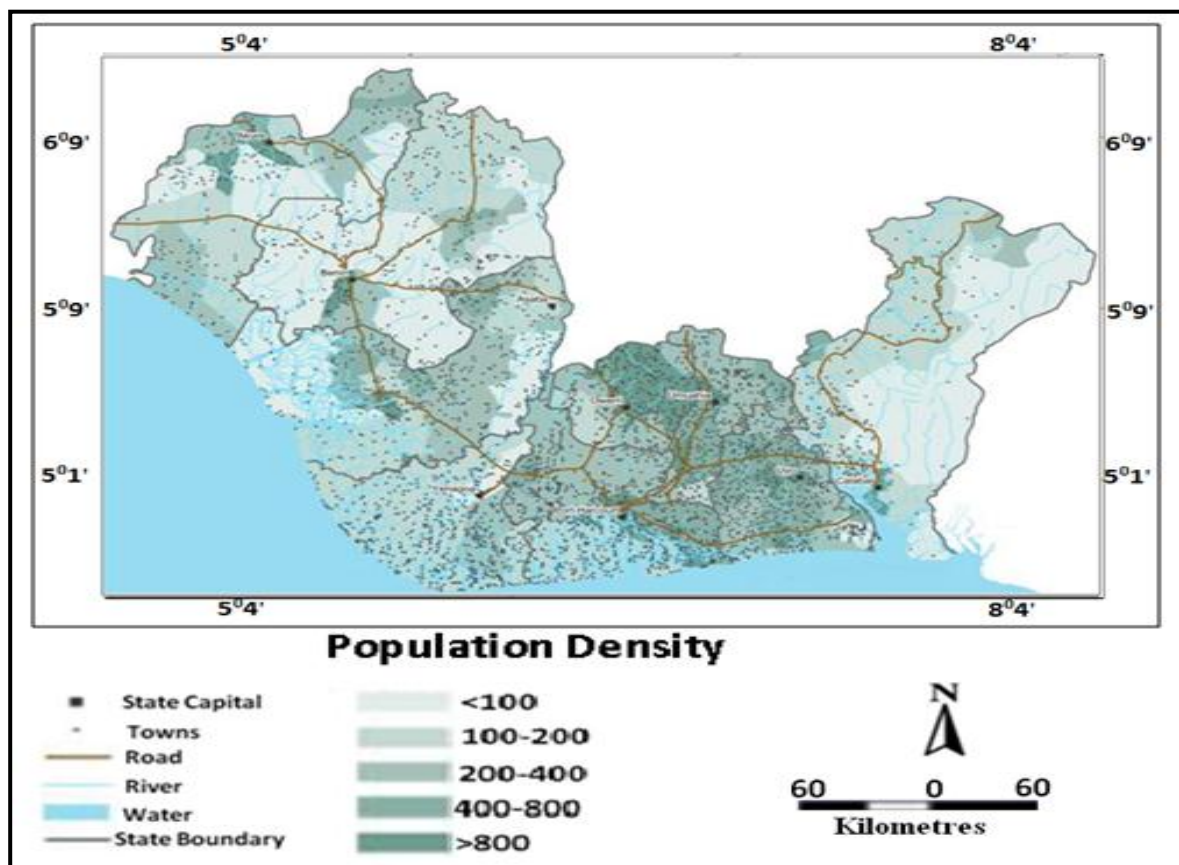 5⁰4' 8⁰4'
6⁰9' 6⁰9'
5⁰9' 5⁰9'
5⁰1' 5⁰1'
5⁰4' 8⁰4'
Population Density
State Capital
Towns
Road
River
Water
State Boundary
<100
100-200
200-400
400-800
>800
N
60 0 60
Kilometres